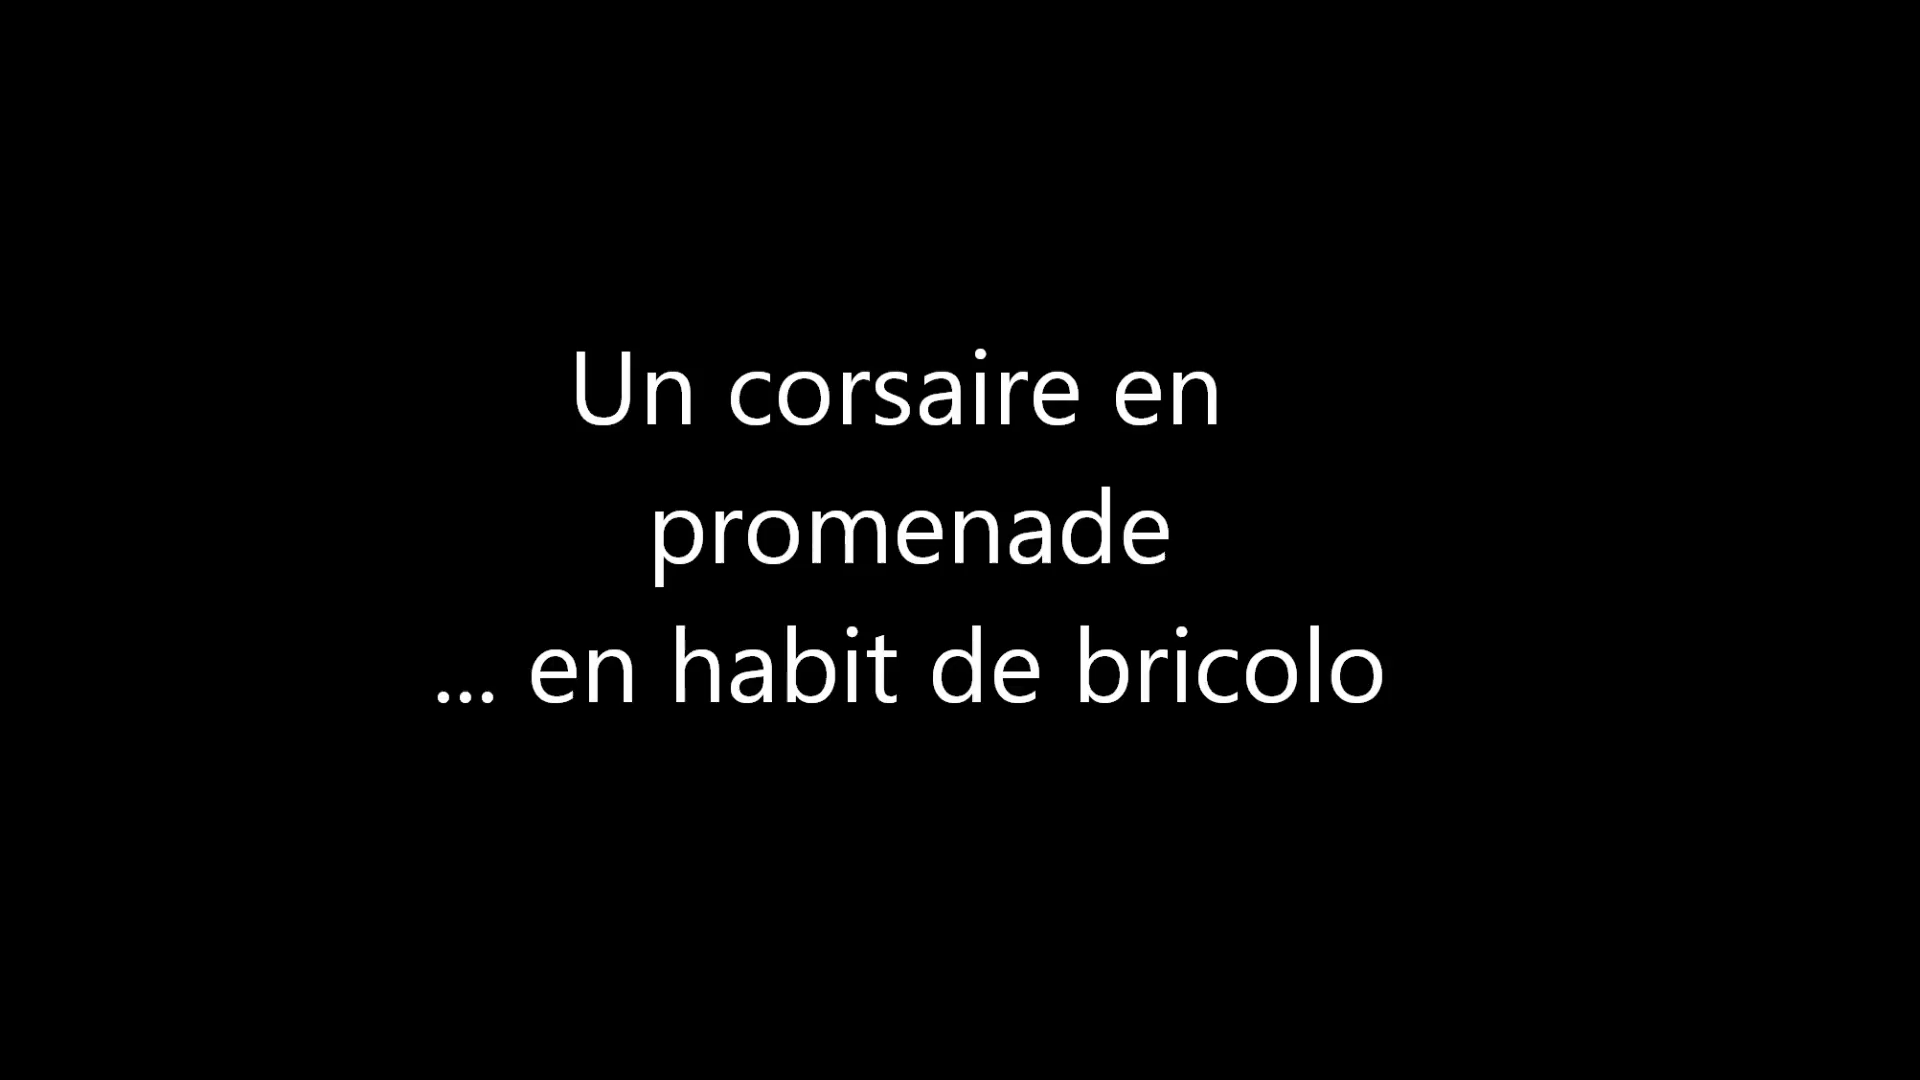 Un corsaire en
promenade
... en habit de bricolo